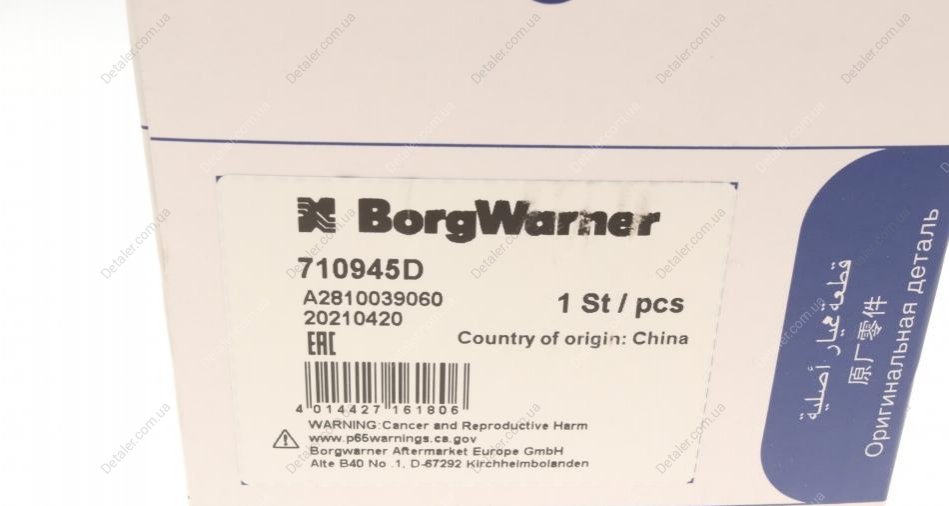 BorgWarner
710945D
A2810039060
20210420
1 St / pcs
EAC
Country of origin: China
4 014427 161806
WARNING:Cancer and Reproductive Harm
www.p65warnings.ca.gov
Borgwarner Aftermarket Europe GmbH
Alte B40 No .1, D-67292 Kirchheimbolanden
قطعة غيار أصلية
原厂零件
Оригинальная деталь
Detaler.com.ua